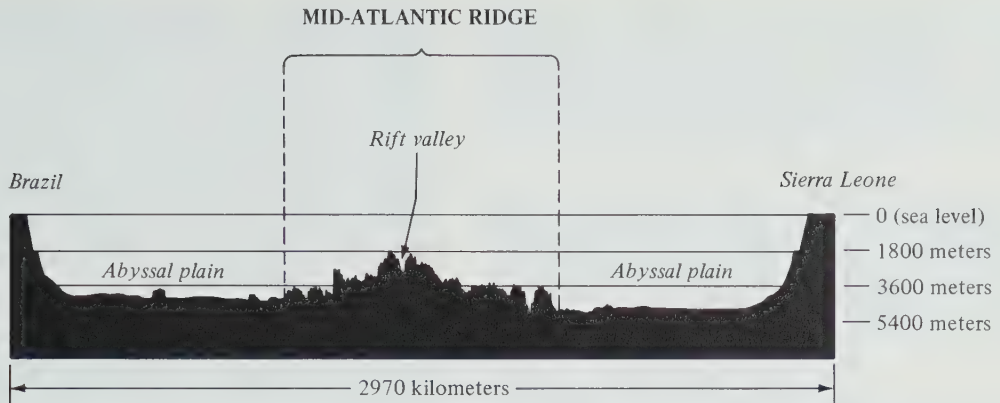 MID-ATLANTIC RIDGE
Rift valley
Brazil
Sierra Leone
0 (sea level)
1800 meters
Abyssal plain
Abyssal plain
3600 meters
5400 meters
2970 kilometers